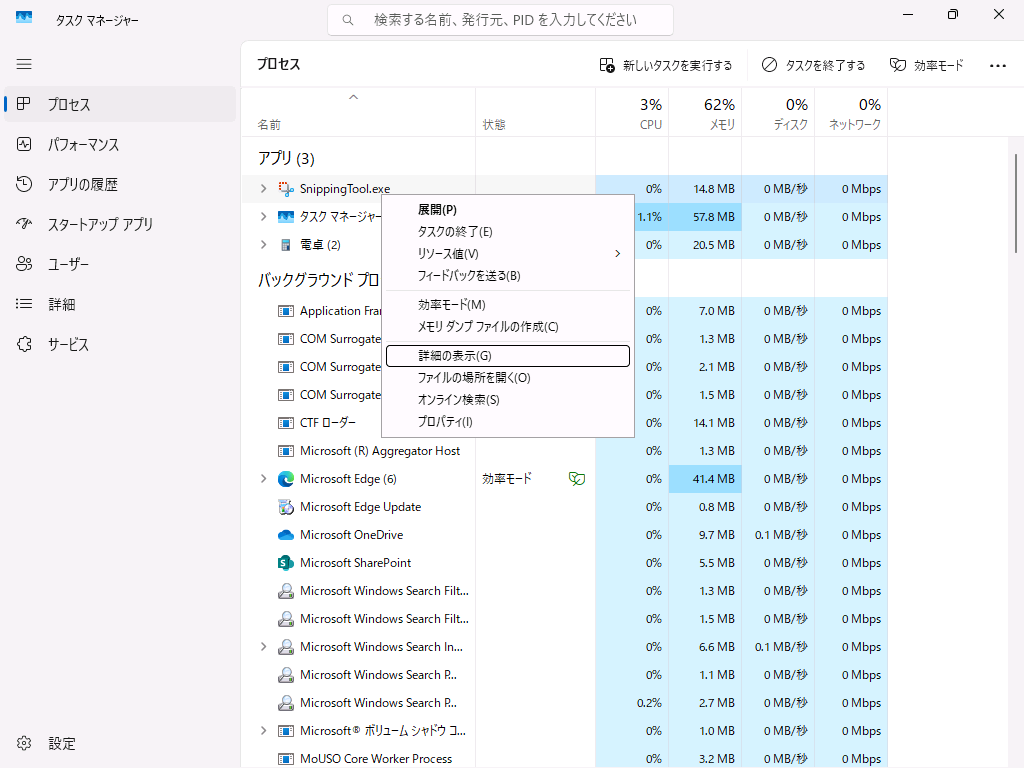 タスク マネージャー
検索する名前、発行元、PID を入力してください
プロセス
パフォーマンス
アプリの履歴
スタートアップ アプリ
ユーザー
詳細
サービス
設定
プロセス
新しいタスクを実行する
タスクを終了する
効率モード
名前
状態
3%
CPU
62%
メモリ
0%
ディスク
0%
ネットワーク
アプリ (3)
SnippingTool.exe 0% 14.8 MB 0 MB/秒 0 Mbps
タスク マネージャー 1.1% 57.8 MB 0 MB/秒 0 Mbps
電卓 (2) 0% 20.5 MB 0 MB/秒 0 Mbps
バックグラウンド プロ
Application Fra 0% 7.0 MB 0 MB/秒 0 Mbps
COM Surrogate 0% 1.3 MB 0 MB/秒 0 Mbps
COM Surrogate 0% 2.1 MB 0 MB/秒 0 Mbps
COM Surrogate 0% 1.5 MB 0 MB/秒 0 Mbps
CTF ローダー 0% 14.1 MB 0 MB/秒 0 Mbps
Microsoft (R) Aggregator Host 0% 1.3 MB 0 MB/秒 0 Mbps
Microsoft Edge (6) 効率モード 0% 41.4 MB 0 MB/秒 0 Mbps
Microsoft Edge Update 0% 0.8 MB 0 MB/秒 0 Mbps
Microsoft OneDrive 0% 9.7 MB 0.1 MB/秒 0 Mbps
Microsoft SharePoint 0% 5.5 MB 0 MB/秒 0 Mbps
Microsoft Windows Search Filt... 0% 1.3 MB 0 MB/秒 0 Mbps
Microsoft Windows Search Filt... 0% 1.5 MB 0 MB/秒 0 Mbps
Microsoft Windows Search In... 0% 6.6 MB 0.1 MB/秒 0 Mbps
Microsoft Windows Search P... 0% 1.1 MB 0 MB/秒 0 Mbps
Microsoft Windows Search P... 0.2% 2.7 MB 0 MB/秒 0 Mbps
Microsoft® ボリューム シャドウ コ... 0% 1.0 MB 0 MB/秒 0 Mbps
MoUSO Core Worker Process 0% 3.2 MB 0 MB/秒 0 Mbps
展開(P)
タスクの終了(E)
リソース値(V)
フィードバックを送る(B)
効率モード(M)
メモリ ダンプ ファイルの作成(C)
詳細の表示(G)
ファイルの場所を開く(O)
オンライン検索(S)
プロパティ(I)